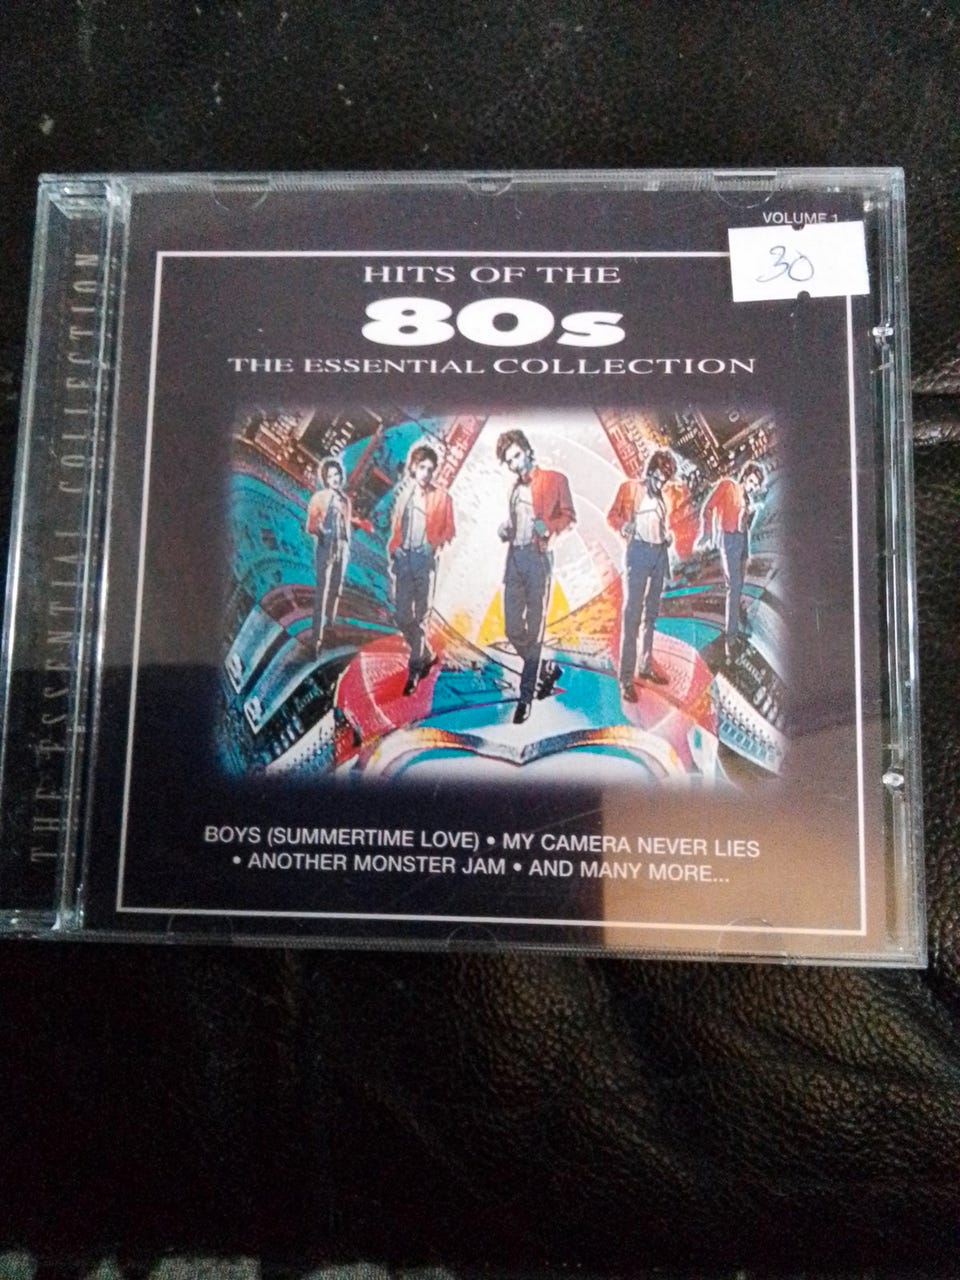 VOLUME 1
30
HITS OF THE
80s
THE ESSENTIAL COLLECTION
THE ESSENTIAL COLLECTION
BOYS (SUMMERTIME LOVE) • MY CAMERA NEVER LIES
• ANOTHER MONSTER JAM • AND MANY MORE...